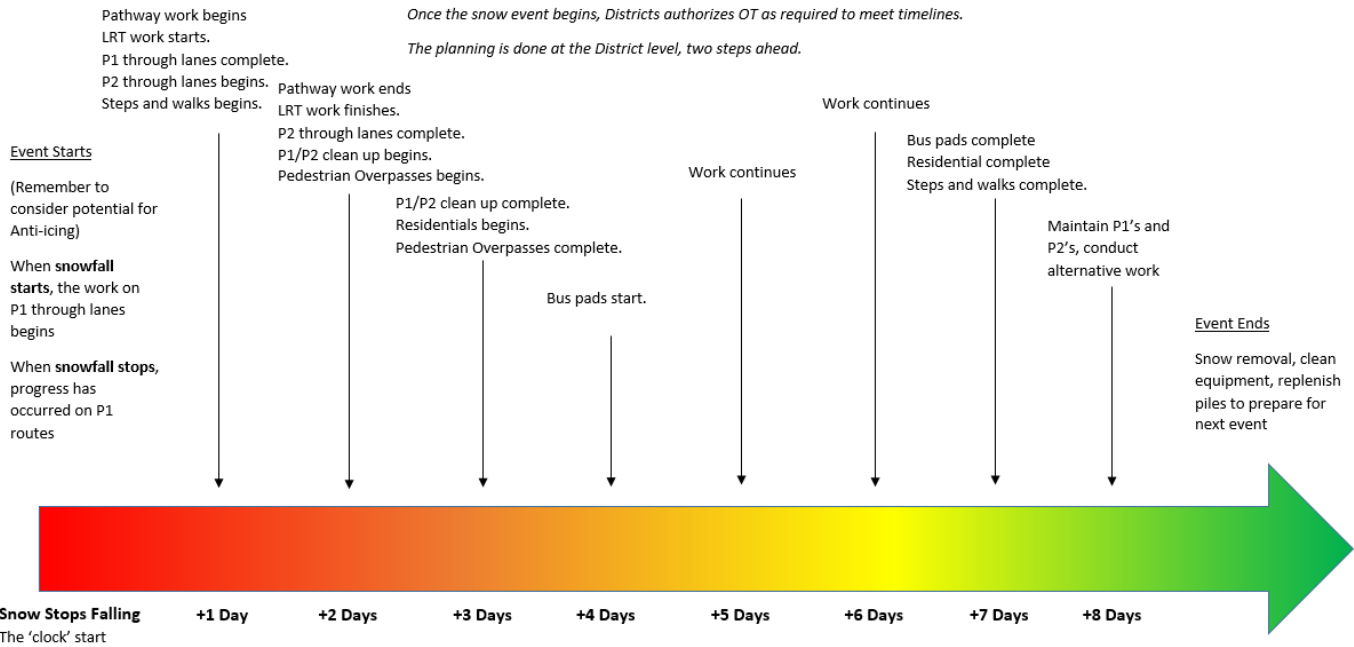 Once the snow event begins, Districts authorizes OT as required to meet timelines.
The planning is done at the District level, two steps ahead.
Event Starts
(Remember to
consider potential for
Anti-icing)
When snowfall
starts, the work on
P1 through lanes
begins
When snowfall stops,
progress has
occurred on P1
routes
Pathway work begins
LRT work starts.
P1 through lanes complete.
P2 through lanes begins.
Steps and walks begins.
Pathway work ends
LRT work finishes.
P2 through lanes complete.
P1/P2 clean up begins.
Pedestrian Overpasses begins.
P1/P2 clean up complete.
Residentials begins.
Pedestrian Overpasses complete.
Bus pads start.
Work continues
Work continues
Bus pads complete
Residential complete
Steps and walks complete.
Maintain P1's and
P2's, conduct
alternative work
Event Ends
Snow removal, clean
equipment, replenish
piles to prepare for
next event
Snow Stops Falling
The 'clock' start
+1 Day
+2 Days
+3 Days
+4 Days
+5 Days
+6 Days
+7 Days
+8 Days